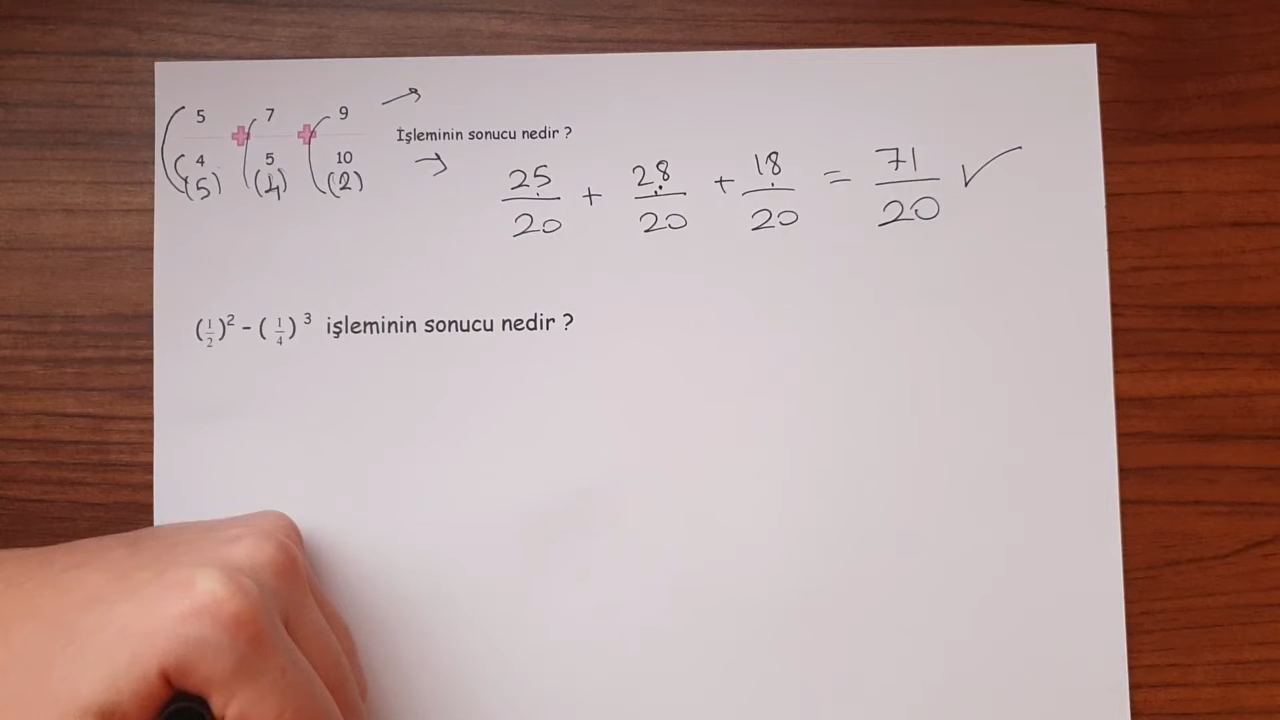 5/4 + 7/5 + 9/10 İşleminin sonucu nedir ?
(5) (4) (2)
25/20 + 28/20 + 18/20 = 71/20 ✓
(1/2)² - (1/4)³ işleminin sonucu nedir ?